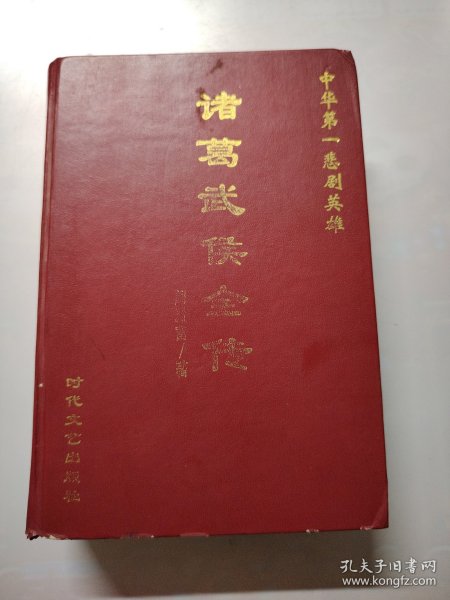 中华第一悲剧英雄
诸葛武侯全传
著
时代文艺出版社
孔夫子旧书网
www.kongfz.com